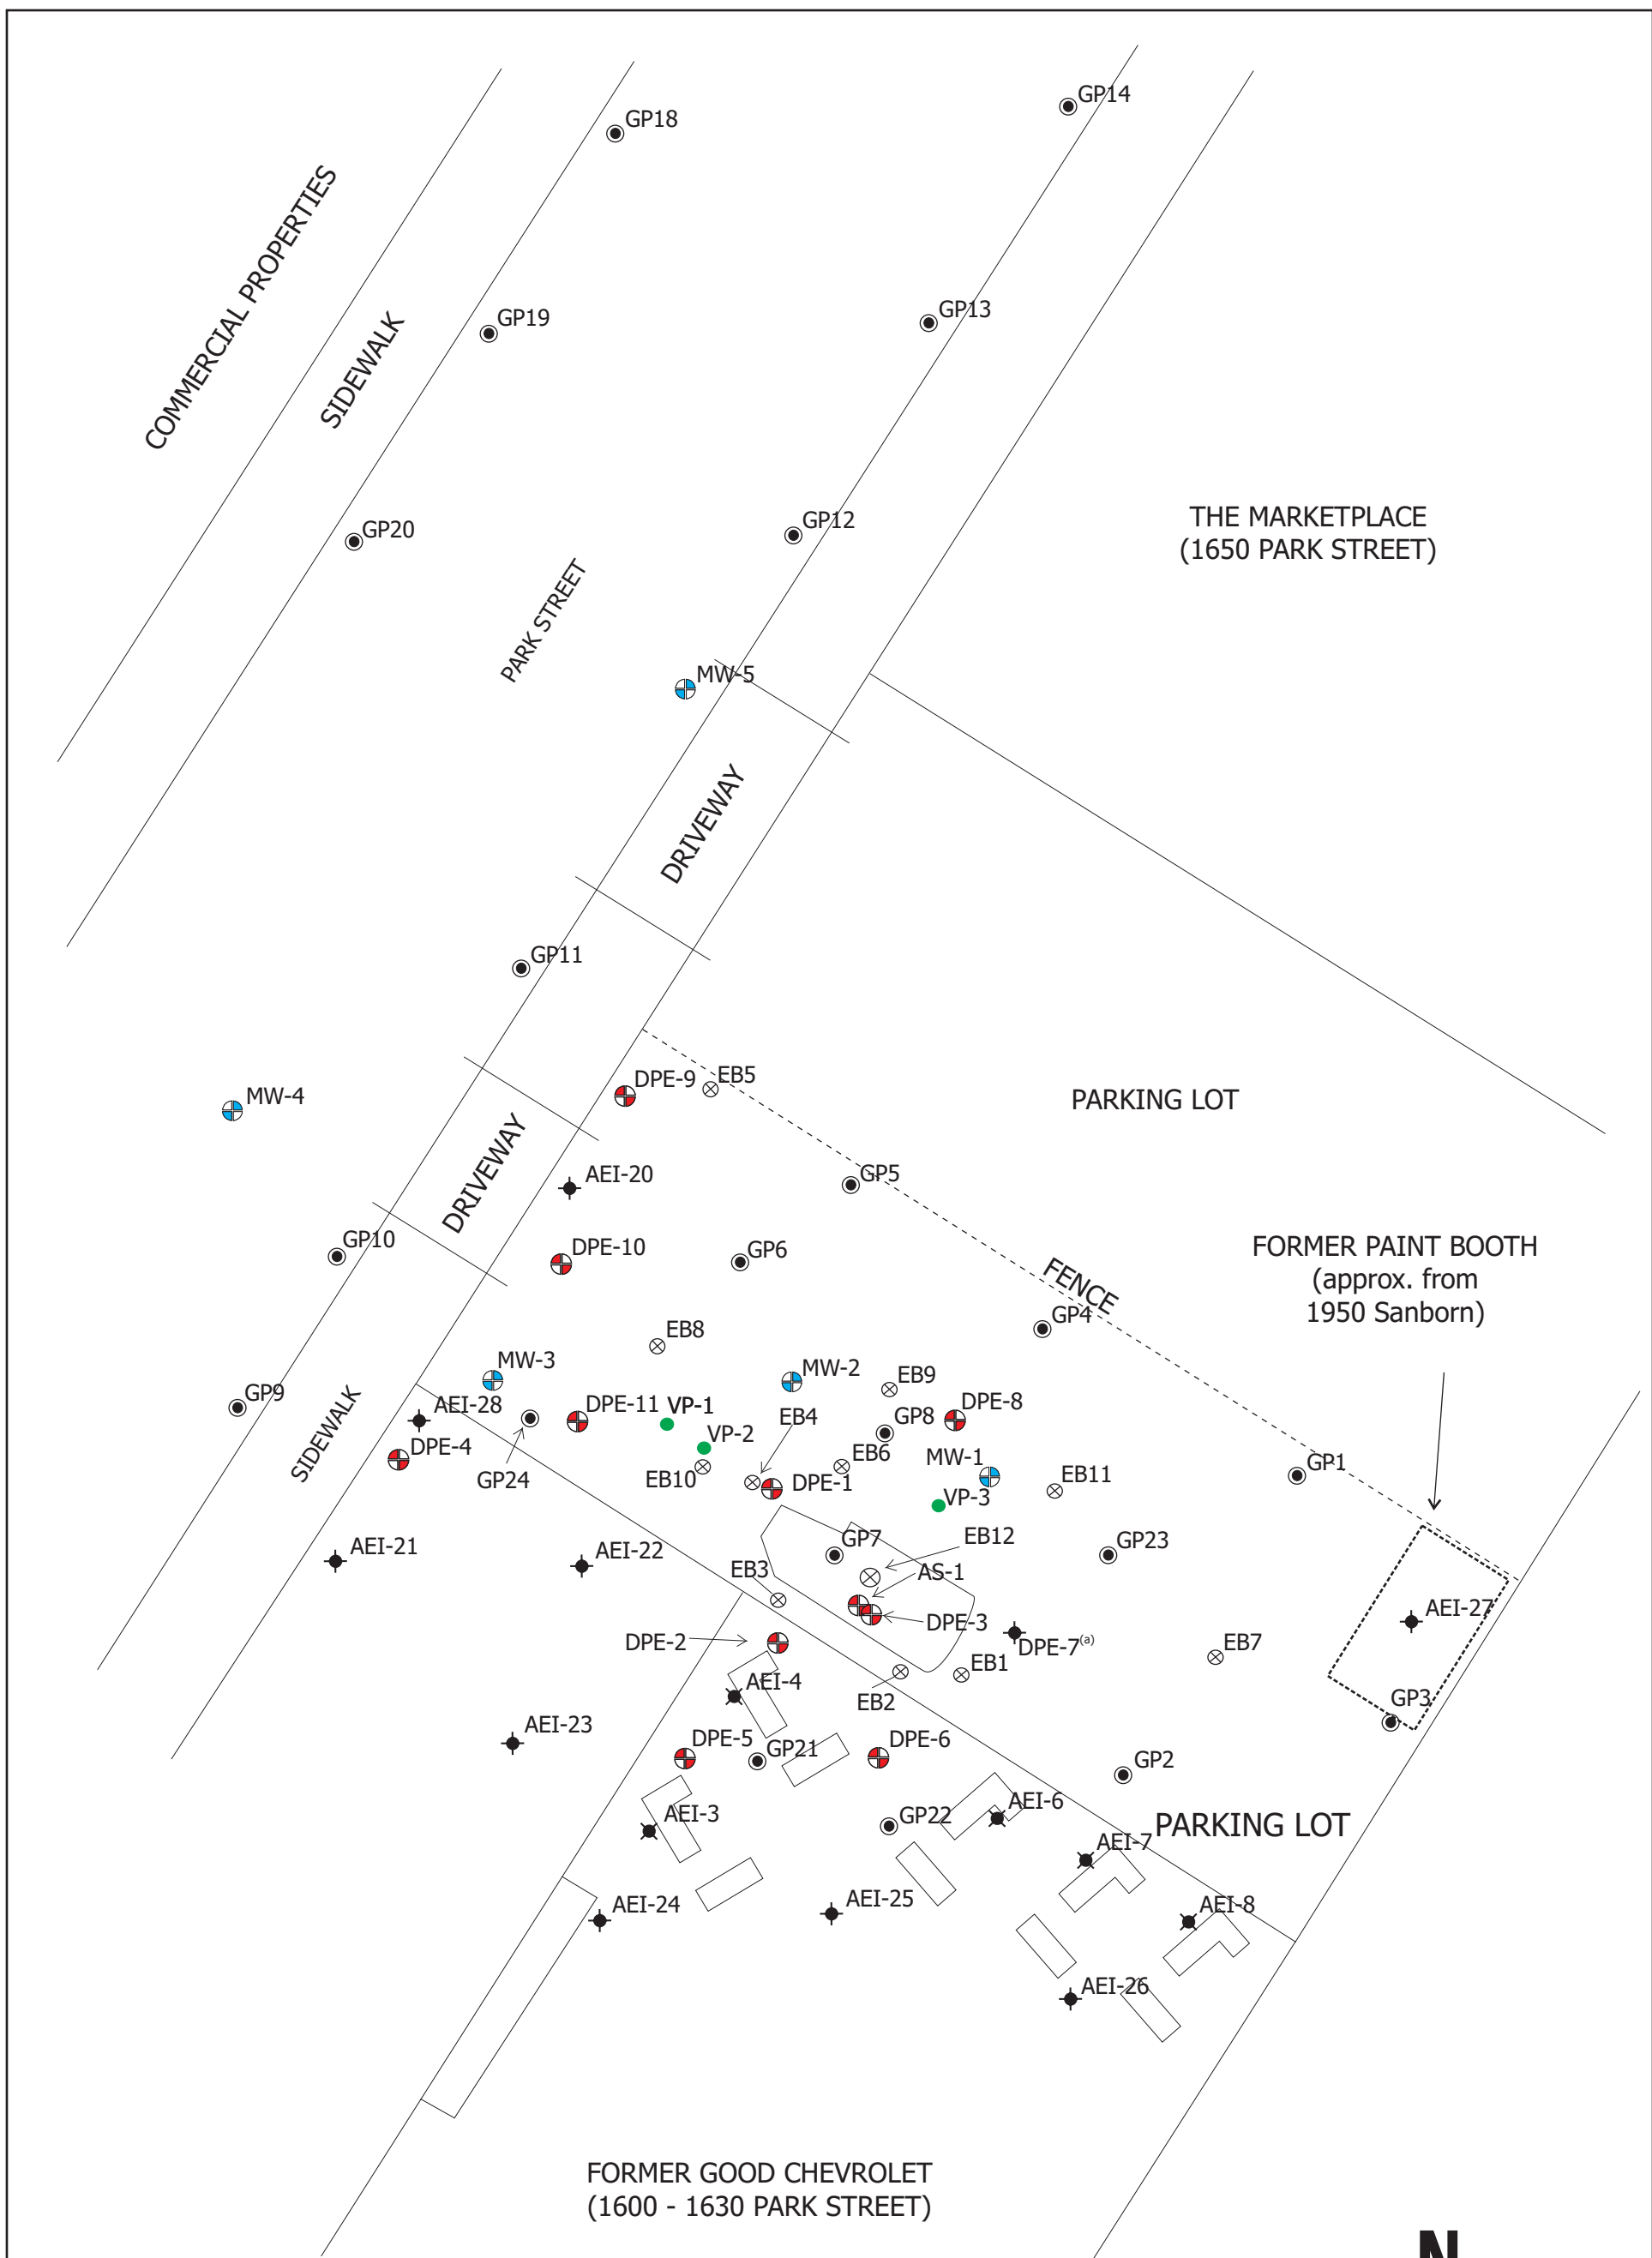 GP14
GP18
COMMERCIAL PROPERTIES
SIDEWALK
GP19
GP13
GP20
GP12
THE MARKETPLACE
(1650 PARK STREET)
PARK STREET
MW-5
DRIVEWAY
GP11
DPE-9
EB5
MW-4
PARKING LOT
DRIVEWAY
AEI-20
GP5
GP10
DPE-10
GP6
FENCE
FORMER PAINT BOOTH
(approx. from
1950 Sanborn)
GP4
EB8
MW-3
MW-2
EB9
GP9
SIDEWALK
AEI-28
DPE-11
VP-1
EB4
DPE-8
GP8
VP-2
DPE-4
GP24
EB10
DPE-1
EB6
MW-1
EB11
GP1
VP-3
EB12
GP7
GP23
AEI-21
AEI-22
EB3
AS-1
AEI-27
DPE-3
DPE-2
DPE-7(a)
EB7
EB1
AEI-4
EB2
GP3
AEI-23
DPE-5
GP21
DPE-6
GP2
AEI-3
GP22
AEI-6
PARKING LOT
AEI-7
AEI-24
AEI-25
AEI-8
AEI-26
FORMER GOOD CHEVROLET
(1600 - 1630 PARK STREET)
N